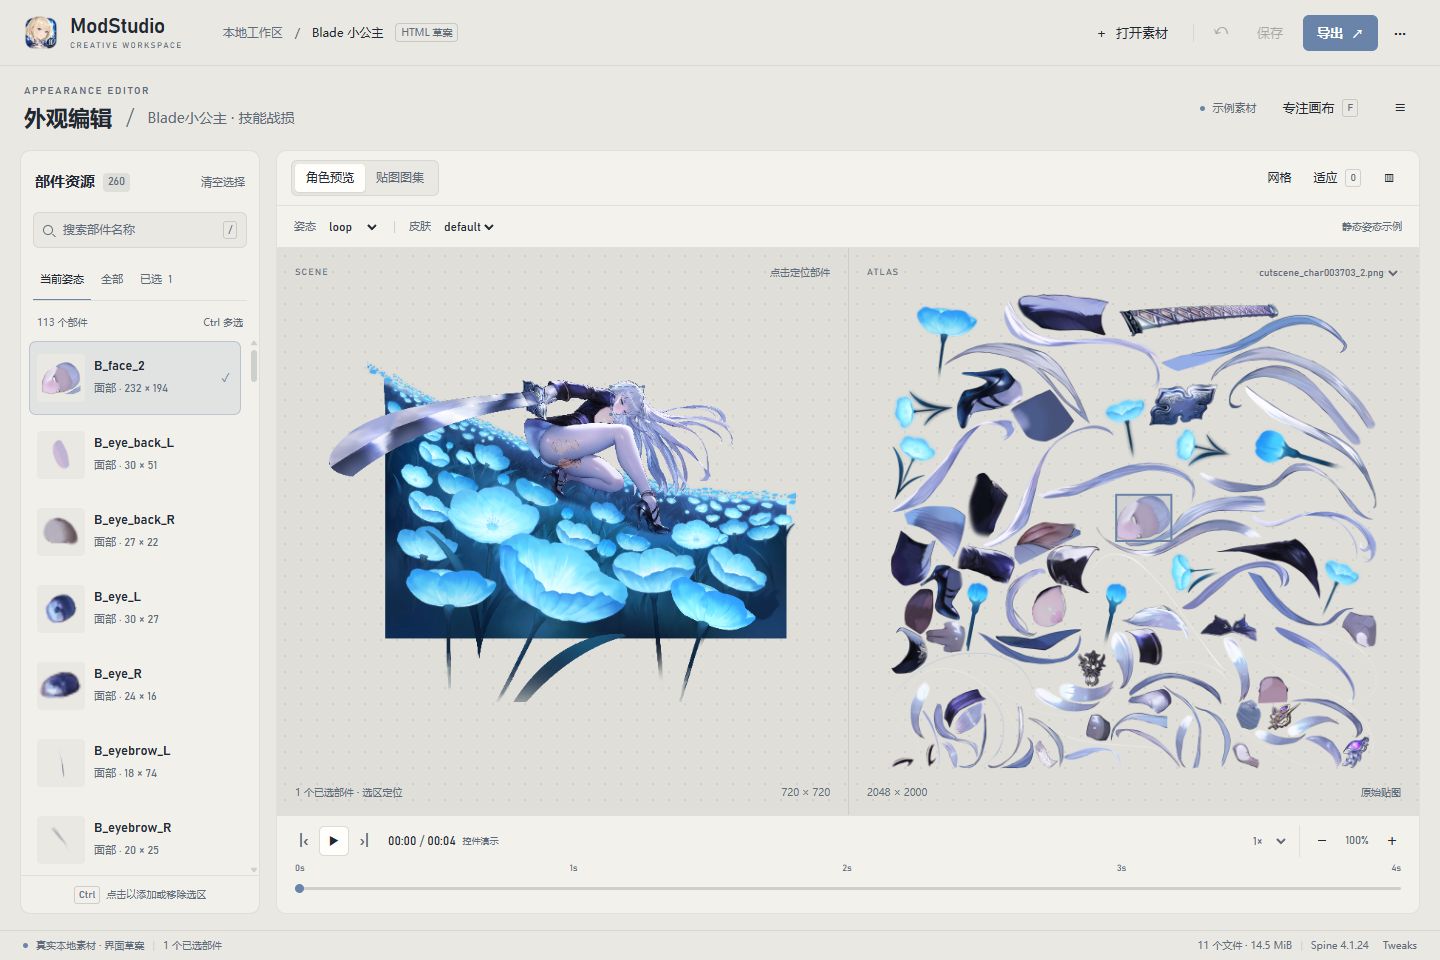 ModStudio
CREATIVE WORKSPACE
本地工作区 / Blade 小公主 HTML 草案
+ 打开素材
保存
导出 ↗
APPEARANCE EDITOR
外观编辑 / Blade小公主 · 技能战损
示例素材
专注画布 F
部件资源 260
清空选择
搜索部件名称 /
当前姿态 全部 已选 1
113 个部件
Ctrl 多选
B_face_2
面部 · 232 × 194
B_eye_back_L
面部 · 30 × 51
B_eye_back_R
面部 · 27 × 22
B_eye_L
面部 · 30 × 27
B_eye_R
面部 · 24 × 16
B_eyebrow_L
面部 · 18 × 74
B_eyebrow_R
面部 · 20 × 25
Ctrl 点击以添加或移除选区
角色预览 贴图图集
网格 适应 0
姿态 loop
皮肤 default
静态姿态示例
SCENE
点击定位部件
1 个已选部件 · 选区定位
720 × 720
ATLAS
cutscene_char003703_2.png
2048 × 2000
原始贴图
00:00 / 00:04 控件演示
1×
− 100% +
0s 1s 2s 3s 4s
真实本地素材 · 界面草案 1 个已选部件
11 个文件 · 14.5 MiB Spine 4.1.24 Tweaks